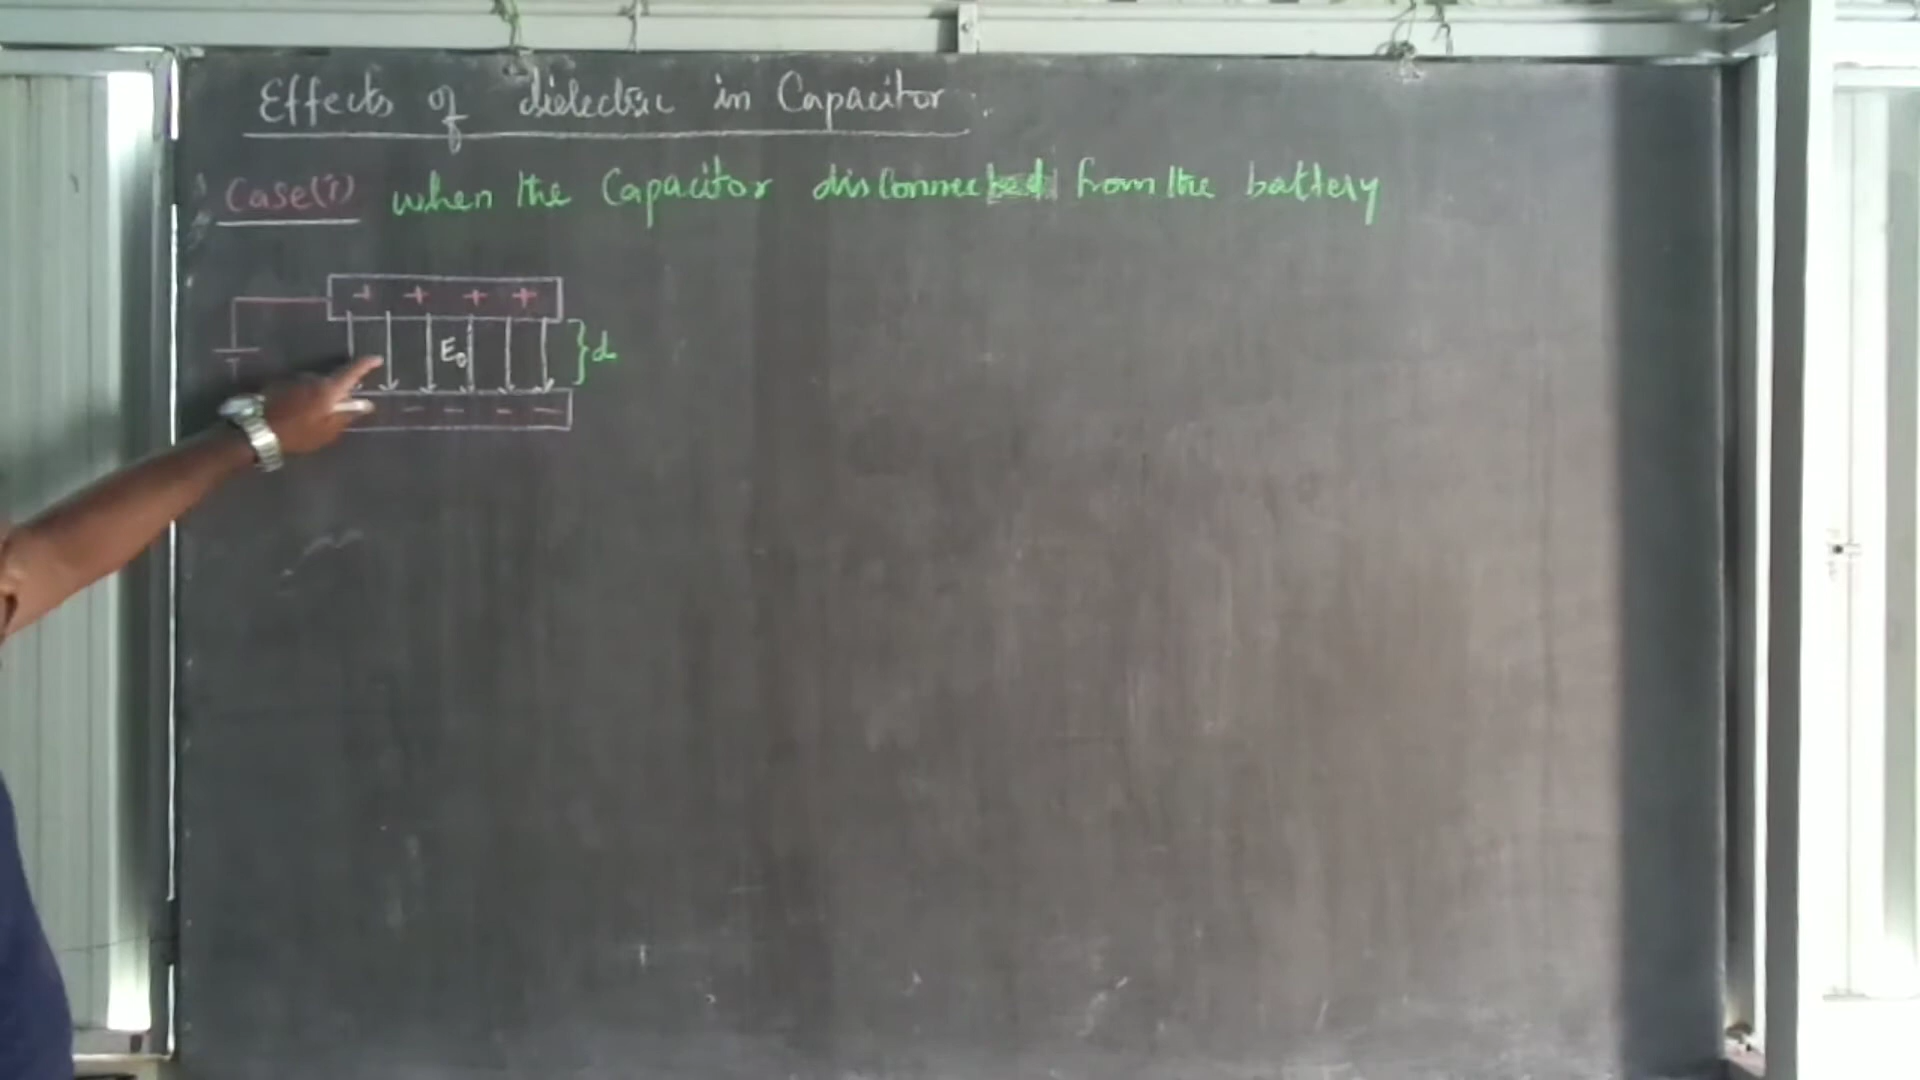 Effects of dielectric in Capacitor.
Case(i) when the Capacitor disconnected from the battery
+ + + +
E₀ } d
- - - -